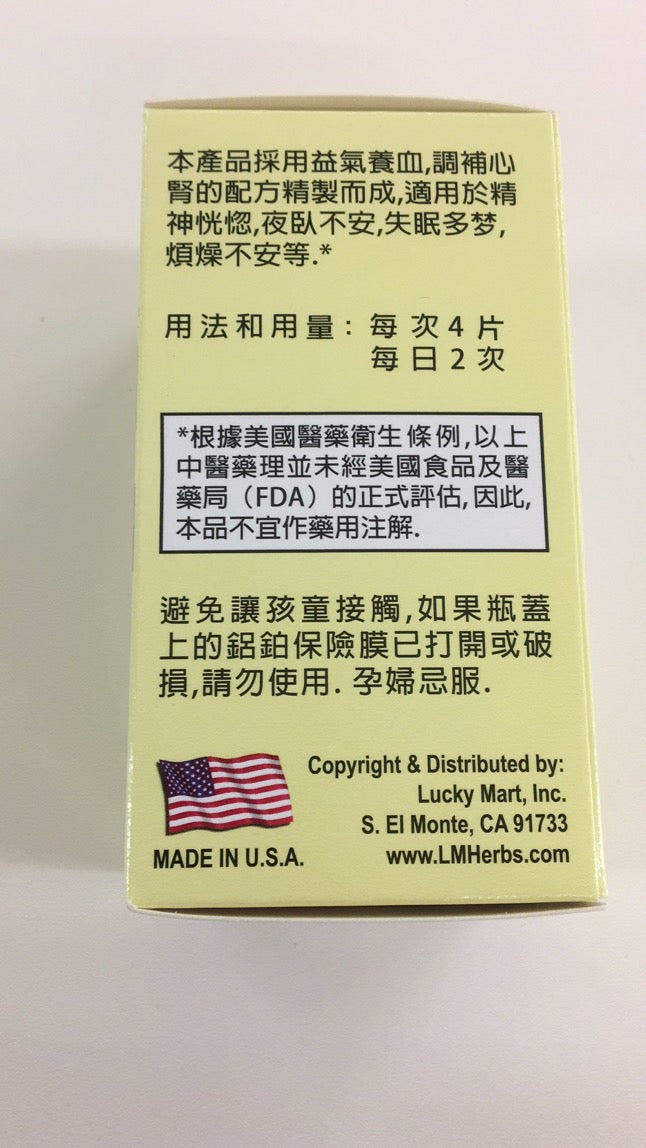 本產品採用益氣養血,調補心
腎的配方精製而成,適用於精
神恍惚,夜臥不安,失眠多梦,
煩燥不安等.*
用法和用量：每次4片
每日2次
*根據美國醫藥衛生條例,以上
中醫藥理並未經美國食品及醫
藥局（FDA）的正式評估,因此,
本品不宜作藥用注解.
避免讓孩童接觸,如果瓶蓋
上的鋁鉑保險膜已打開或破
損,請勿使用. 孕婦忌服.
Copyright & Distributed by:
Lucky Mart, Inc.
S. El Monte, CA 91733
MADE IN U.S.A.
www.LMHerbs.com